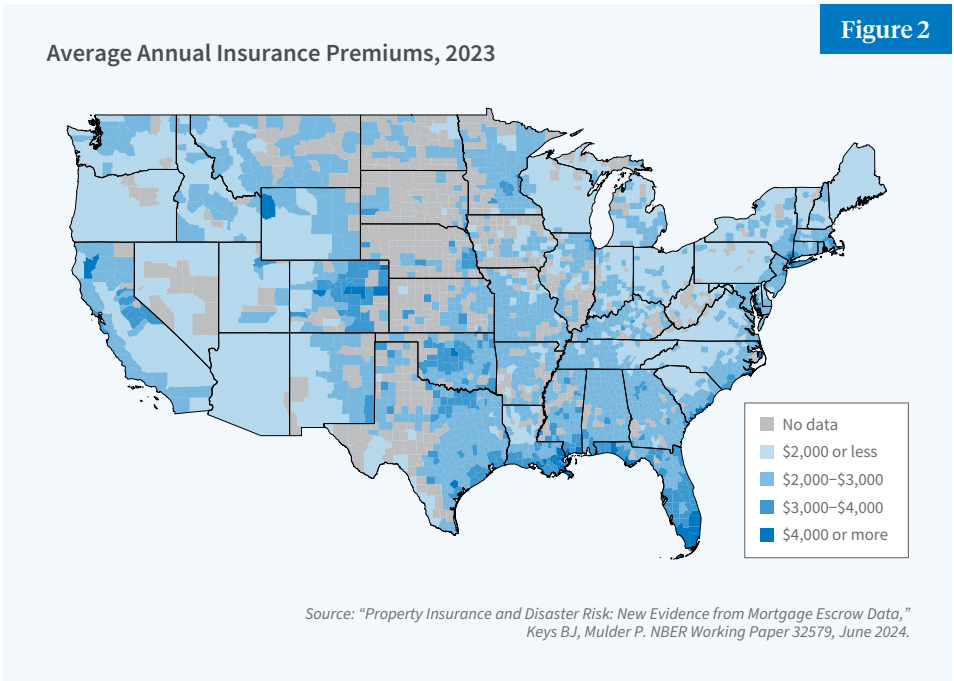 Figure 2
Average Annual Insurance Premiums, 2023
No data
$2,000 or less
$2,000–$3,000
$3,000–$4,000
$4,000 or more
Source: “Property Insurance and Disaster Risk: New Evidence from Mortgage Escrow Data,”
Keys BJ, Mulder P. NBER Working Paper 32579, June 2024.